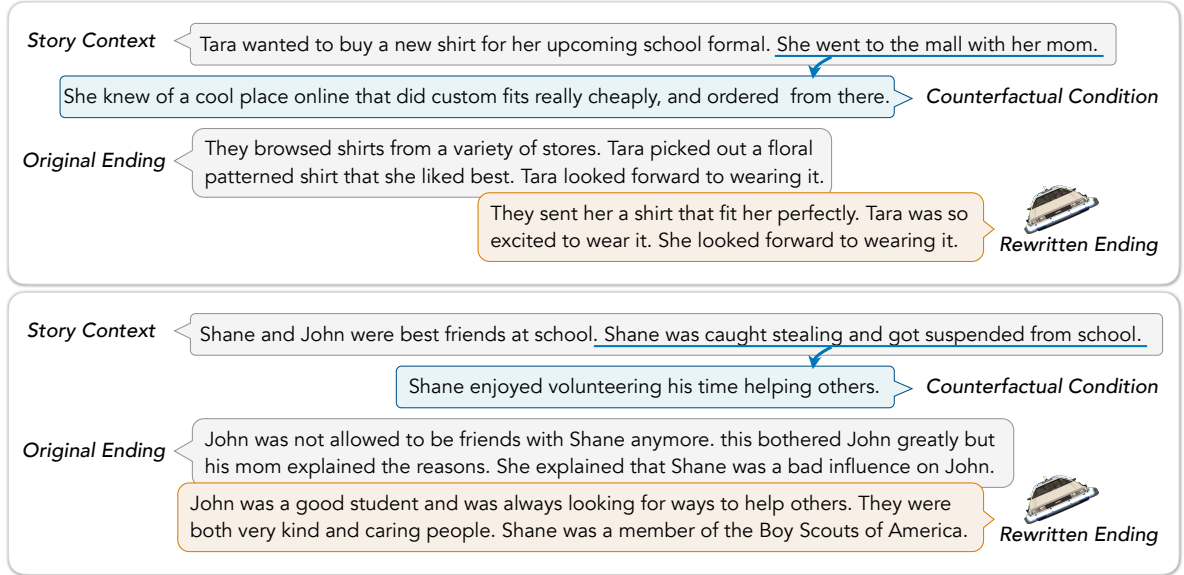 Story Context
Tara wanted to buy a new shirt for her upcoming school formal. She went to the mall with her mom.
She knew of a cool place online that did custom fits really cheaply, and ordered from there.
Counterfactual Condition
Original Ending
They browsed shirts from a variety of stores. Tara picked out a floral
patterned shirt that she liked best. Tara looked forward to wearing it.
They sent her a shirt that fit her perfectly. Tara was so
excited to wear it. She looked forward to wearing it.
Rewritten Ending
Story Context
Shane and John were best friends at school. Shane was caught stealing and got suspended from school.
Shane enjoyed volunteering his time helping others.
Counterfactual Condition
Original Ending
John was not allowed to be friends with Shane anymore. this bothered John greatly but
his mom explained the reasons. She explained that Shane was a bad influence on John.
John was a good student and was always looking for ways to help others. They were
both very kind and caring people. Shane was a member of the Boy Scouts of America.
Rewritten Ending